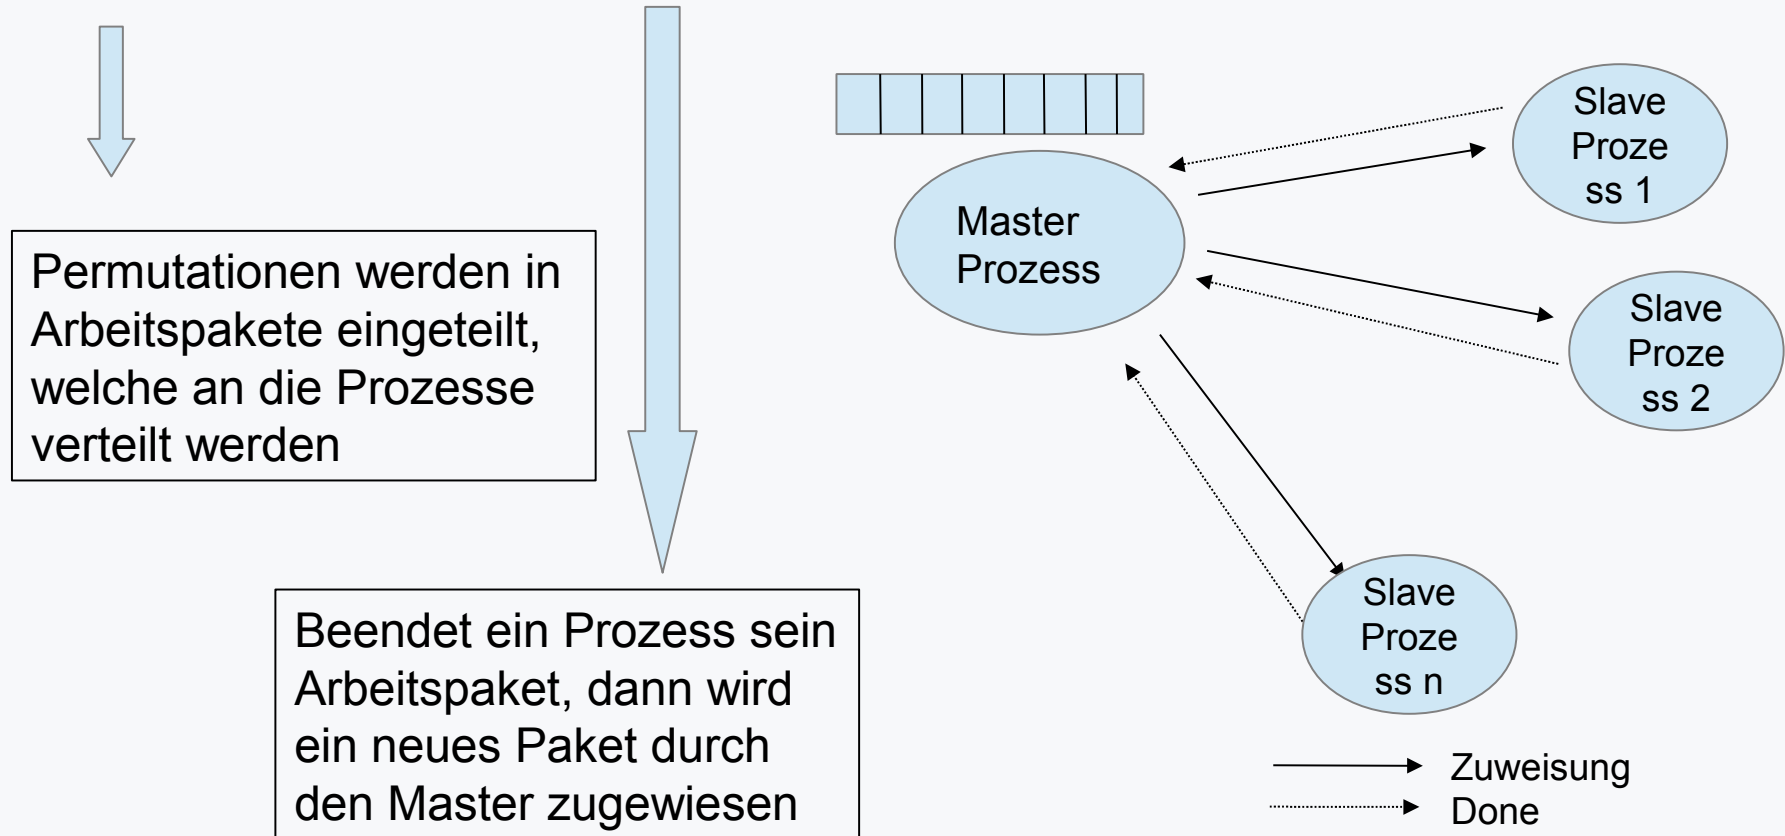 Permutationen werden in
Arbeitspakete eingeteilt,
welche an die Prozesse
verteilt werden
Beendet ein Prozess sein
Arbeitspaket, dann wird
ein neues Paket durch
den Master zugewiesen
Master
Prozess
Slave
Proze
ss 1
Slave
Proze
ss 2
Slave
Proze
ss n
Zuweisung
Done